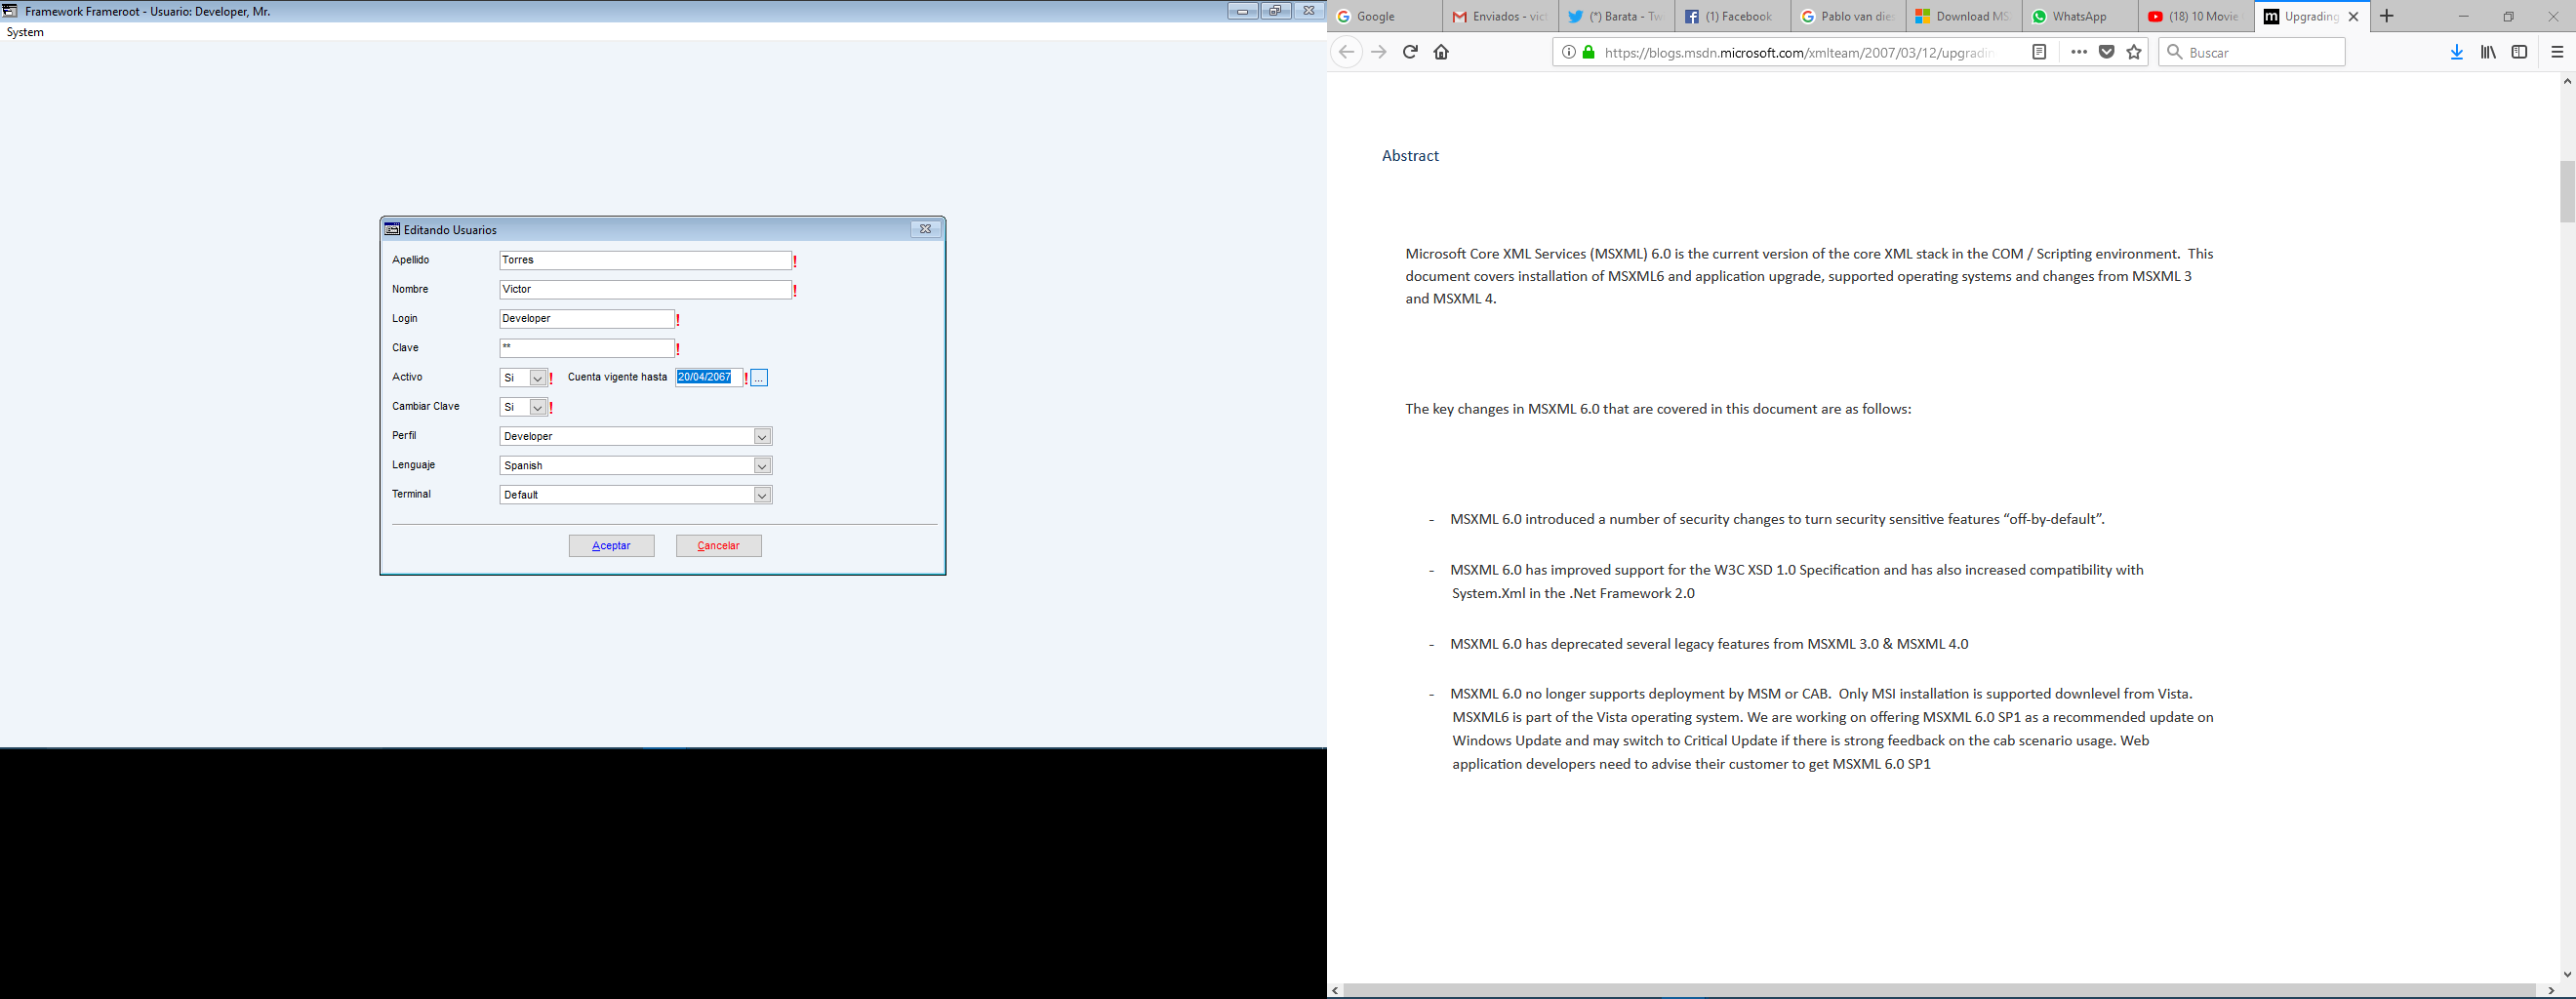 Framework Frameroot - Usuario: Developer, Mr.
System
Editando Usuarios
Apellido Torres !
Nombre Victor !
Login Developer !
Clave ** !
Activo Si ! Cuenta vigente hasta 20/04/2067 ! ...
Cambiar Clave Si !
Perfil Developer
Lenguaje Spanish
Terminal Default
Aceptar Cancelar
Google Enviados - vict (*) Barata - Tw (1) Facebook Pablo van dies Download MS WhatsApp (18) 10 Movie Upgrading
https://blogs.msdn.microsoft.com/xmlteam/2007/03/12/upgradin Buscar
Abstract
Microsoft Core XML Services (MSXML) 6.0 is the current version of the core XML stack in the COM / Scripting environment. This
document covers installation of MSXML6 and application upgrade, supported operating systems and changes from MSXML 3
and MSXML 4.
The key changes in MSXML 6.0 that are covered in this document are as follows:
- MSXML 6.0 introduced a number of security changes to turn security sensitive features “off-by-default”.
- MSXML 6.0 has improved support for the W3C XSD 1.0 Specification and has also increased compatibility with
System.Xml in the .Net Framework 2.0
- MSXML 6.0 has deprecated several legacy features from MSXML 3.0 & MSXML 4.0
- MSXML 6.0 no longer supports deployment by MSM or CAB. Only MSI installation is supported downlevel from Vista.
MSXML6 is part of the Vista operating system. We are working on offering MSXML 6.0 SP1 as a recommended update on
Windows Update and may switch to Critical Update if there is strong feedback on the cab scenario usage. Web
application developers need to advise their customer to get MSXML 6.0 SP1